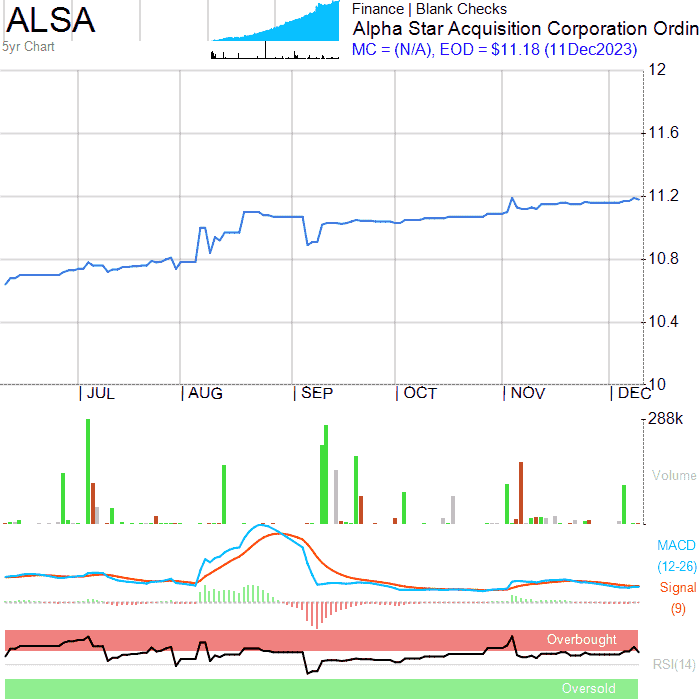 ALSA
5yr Chart
Finance | Blank Checks
Alpha Star Acquisition Corporation Ordin
MC = (N/A), EOD = $11.18 (11Dec2023)
12
11.6
11.2
10.8
10.4
10
| JUL | AUG | SEP | OCT | NOV | DEC
288k
Volume
MACD
(12-26)
Signal
(9)
Overbought
RSI(14)
Oversold